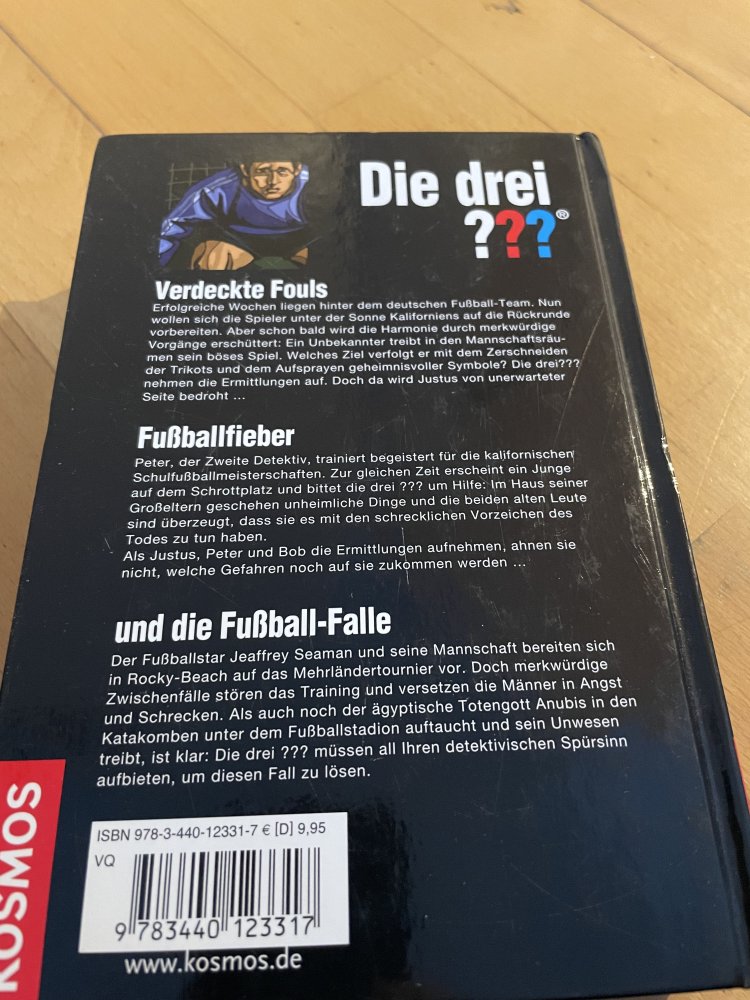 Die drei
???®
Verdeckte Fouls
Erfolgreiche Wochen liegen hinter dem deutschen Fußball-Team. Nun
wollen sich die Spieler unter der Sonne Kaliforniens auf die Rückrunde
vorbereiten. Aber schon bald wird die Harmonie durch merkwürdige
Vorgänge erschüttert: Ein Unbekannter treibt in den Mannschaftsräu-
men sein böses Spiel. Welches Ziel verfolgt er mit dem Zerschneiden
der Trikots und dem Aufsprayen geheimnisvoller Symbole? Die drei???
nehmen die Ermittlungen auf. Doch da wird Justus von unerwarteter
Seite bedroht ...
Fußballfieber
Peter, der Zweite Detektiv, trainiert begeistert für die kalifornischen
Schulfußballmeisterschaften. Zur gleichen Zeit erscheint ein Junge
auf dem Schrottplatz und bittet die drei ??? um Hilfe: Im Haus seiner
Großeltern geschehen unheimliche Dinge und die beiden alten Leute
sind überzeugt, dass sie es mit den schrecklichen Vorzeichen des
Todes zu tun haben.
Als Justus, Peter und Bob die Ermittlungen aufnehmen, ahnen sie
nicht, welche Gefahren noch auf sie zukommen werden ...
und die Fußball-Falle
Der Fußballstar Jeaffrey Seaman und seine Mannschaft bereiten sich
in Rocky-Beach auf das Mehrländertournier vor. Doch merkwürdige
Zwischenfälle stören das Training und versetzen die Männer in Angst
und Schrecken. Als auch noch der ägyptische Totengott Anubis in den
Katakomben unter dem Fußballstadion auftaucht und sein Unwesen
treibt, ist klar: Die drei ??? müssen all Ihren detektivischen Spürsinn
aufbieten, um diesen Fall zu lösen.
KOSMOS
ISBN 978-3-440-12331-7 € [D] 9,95
VQ
9 783440 123317
www.kosmos.de